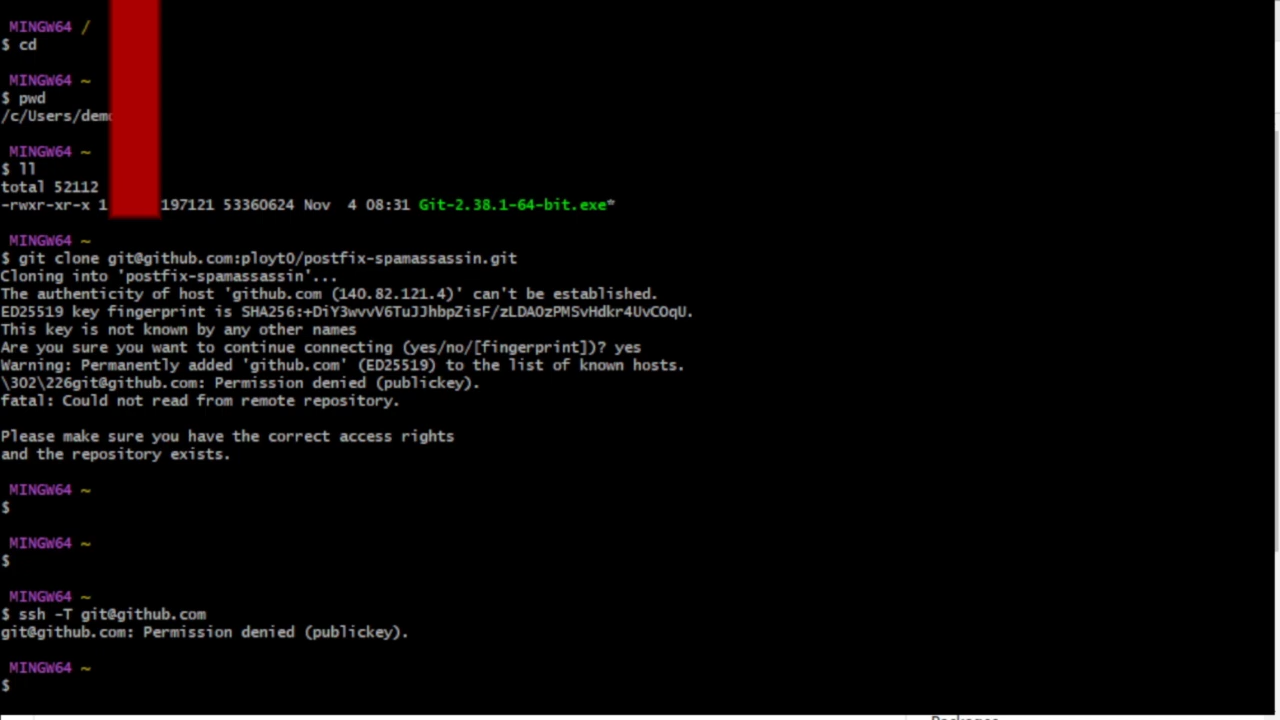 MINGW64 /
$ cd
MINGW64 ~
$ pwd
/c/Users/demo
MINGW64 ~
$ ll
total 52112
-rwxr-xr-x 1 197121 53360624 Nov  4 08:31 Git-2.38.1-64-bit.exe*
MINGW64 ~
$ git clone git@github.com:ployt0/postfix-spamassassin.git
Cloning into 'postfix-spamassassin'...
The authenticity of host 'github.com (140.82.121.4)' can't be established.
ED25519 key fingerprint is SHA256:+DiY3wvvV6TuJJhbpZisF/zLDA0zPMSvHdkr4UvCOqU.
This key is not known by any other names
Are you sure you want to continue connecting (yes/no/[fingerprint])? yes
Warning: Permanently added 'github.com' (ED25519) to the list of known hosts.
\302\226git@github.com: Permission denied (publickey).
fatal: Could not read from remote repository.
Please make sure you have the correct access rights
and the repository exists.
MINGW64 ~
$
MINGW64 ~
$
MINGW64 ~
$ ssh -T git@github.com
git@github.com: Permission denied (publickey).
MINGW64 ~
$